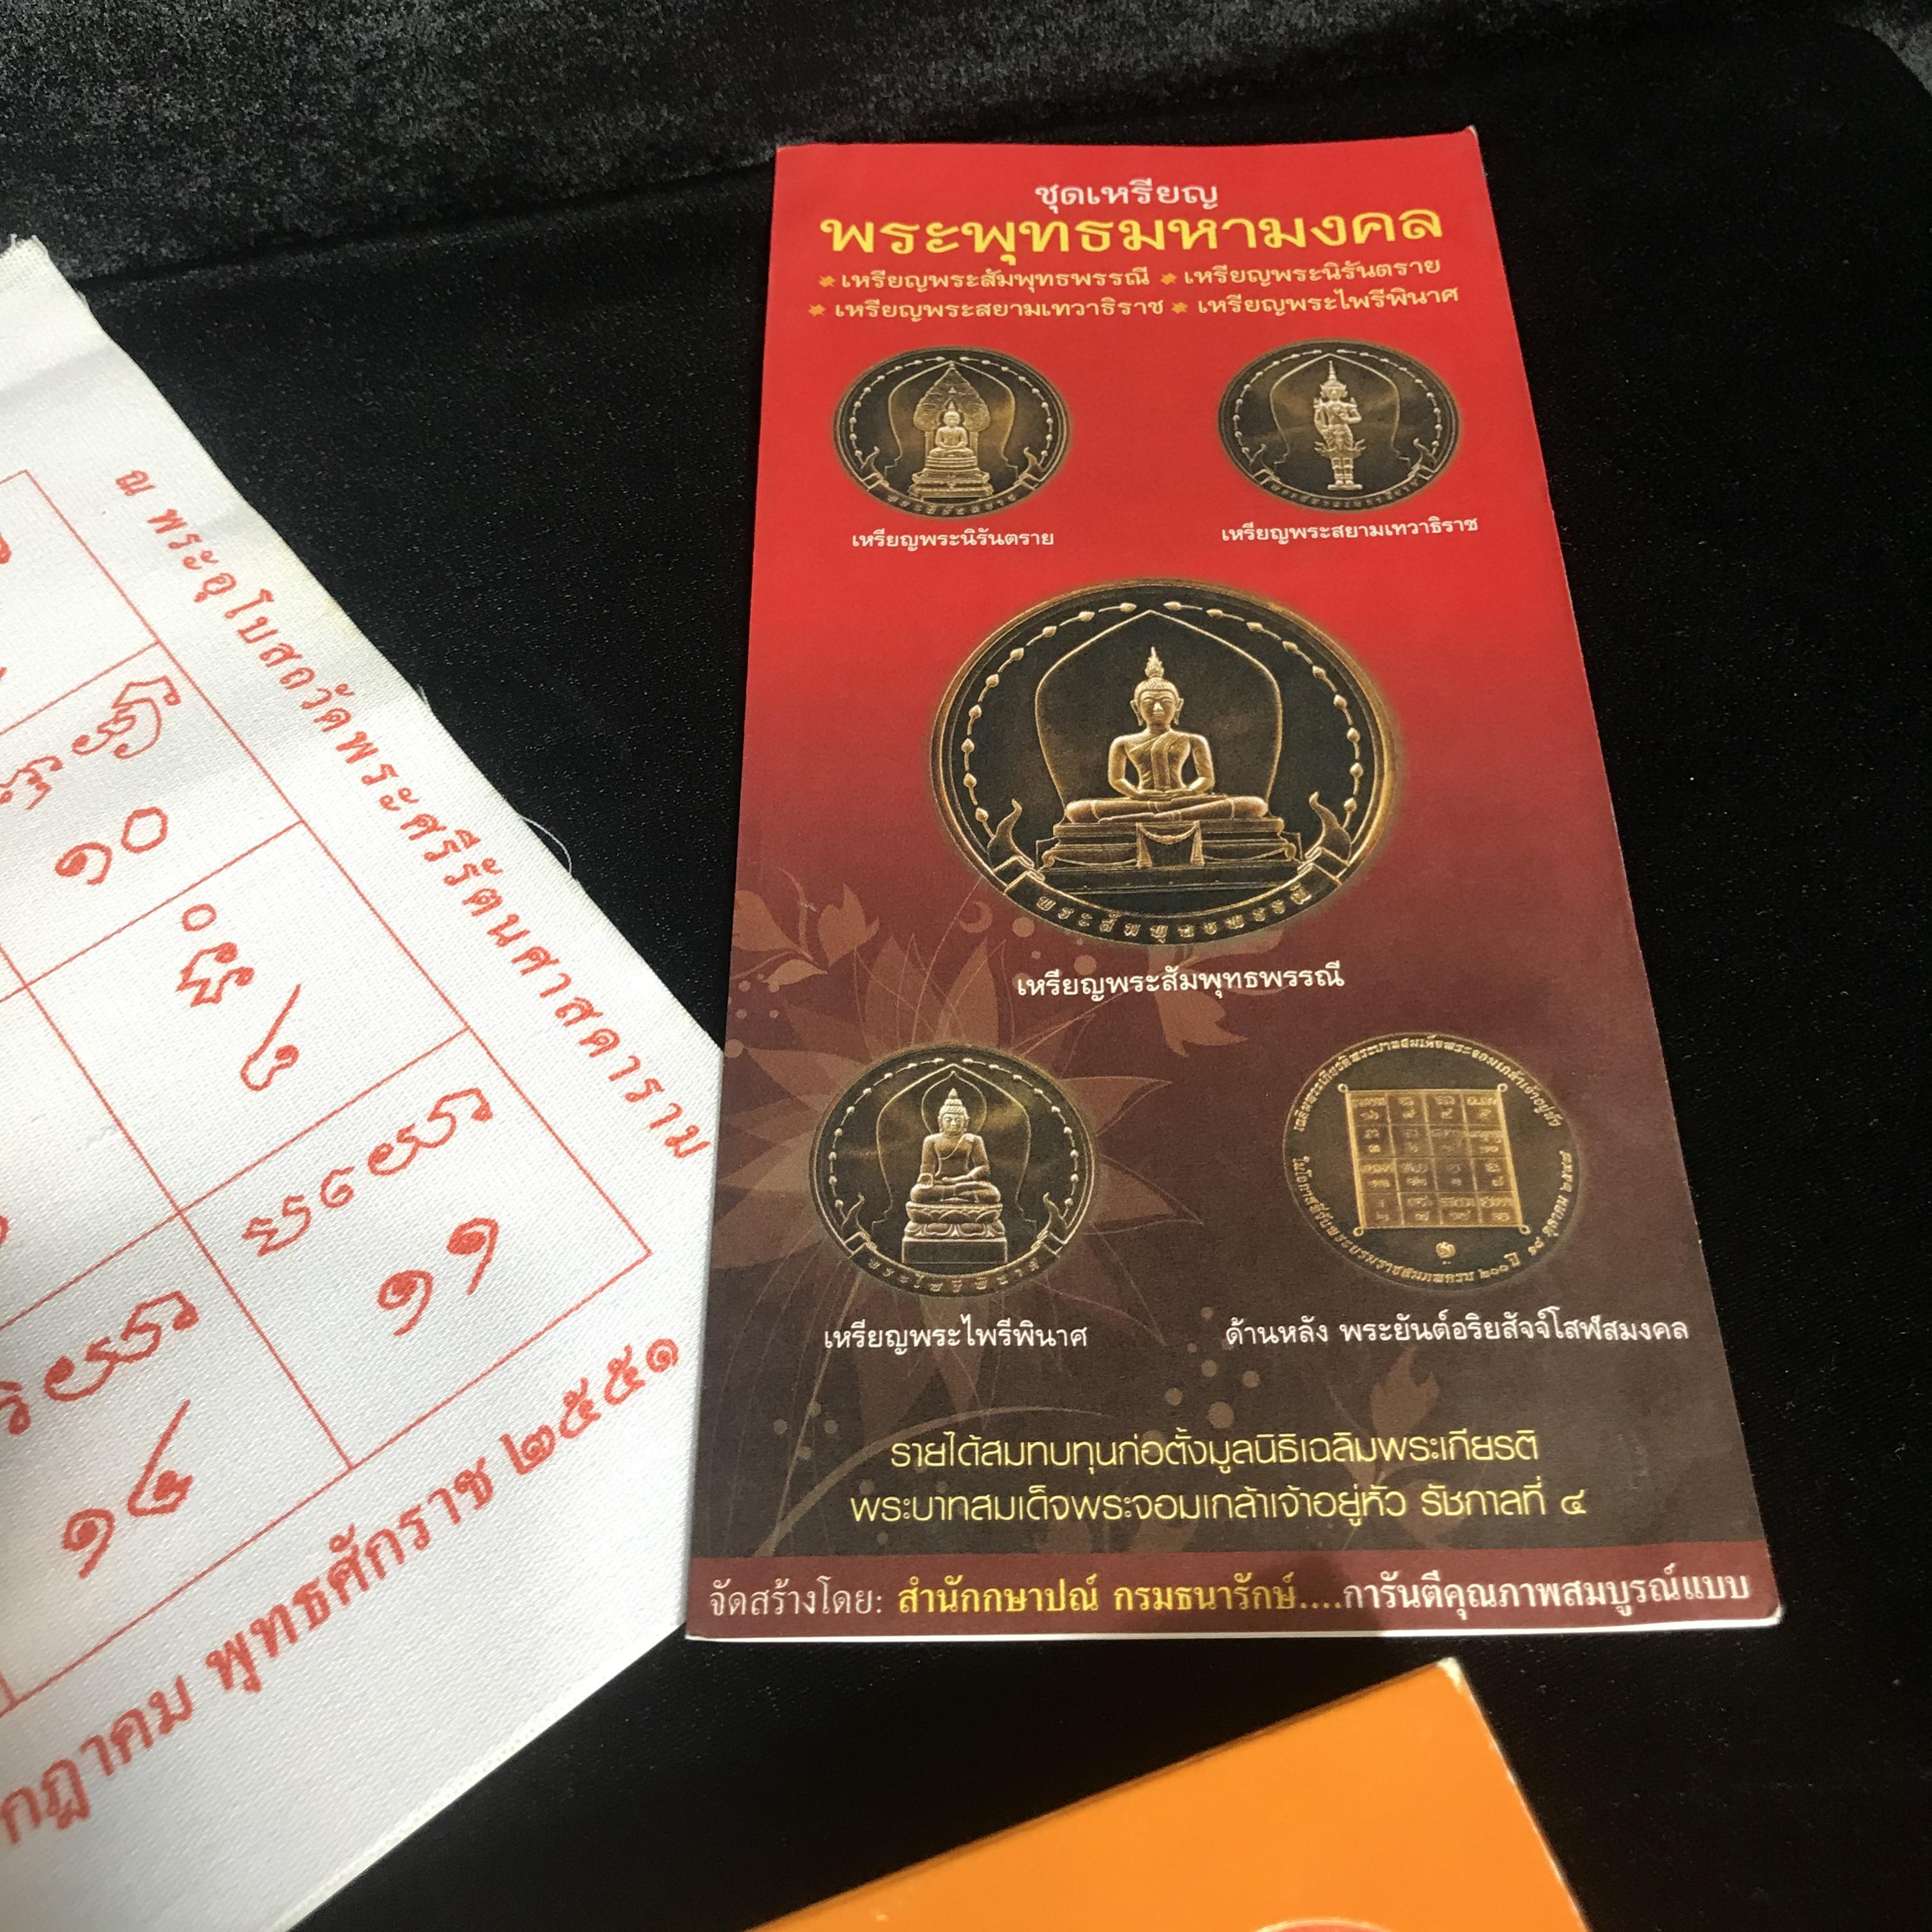 ชุดเหรียญ
พระพุทธมหามงคล
เหรียญพระสัมพุทธพรรณี เหรียญพระนิรันตราย
เหรียญพระสยามเทวาธิราช เหรียญพระไพรีพินาศ
เหรียญพระนิรันตราย
เหรียญพระสยามเทวาธิราช
พระสัมพุทธพรรณี
เหรียญพระสัมพุทธพรรณี
พระไพรีพินาศ
เหรียญพระไพรีพินาศ
ด้านหลัง พระยันต์อริยสัจจ์โสฬสมงคล
รายได้สมทบทุนก่อตั้งมูลนิธิเฉลิมพระเกียรติ
พระบาทสมเด็จพระจอมเกล้าเจ้าอยู่หัว รัชกาลที่ ๔
จัดสร้างโดย: สำนักกษาปณ์ กรมธนารักษ์....การันตีคุณภาพสมบูรณ์แบบ
ณ พระอุโบสถวัดพระศรีรัตนศาสดาราม
๑๐
๑๑
๑๔
กฎาคม พุทธศักราช ๒๕๕๑